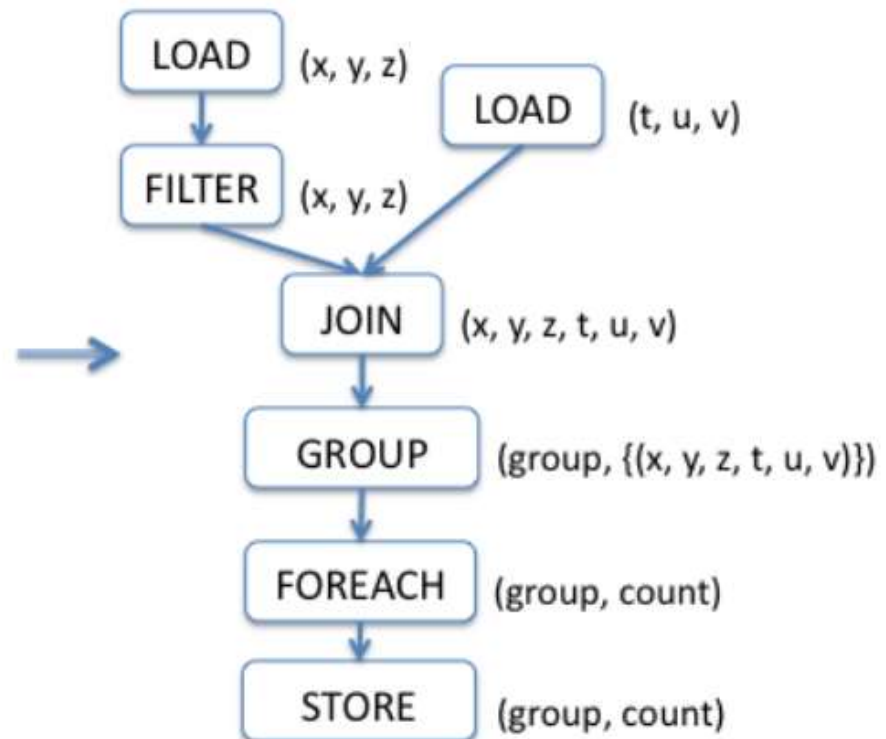 LOAD (x, y, z)
LOAD (t, u, v)
FILTER (x, y, z)
JOIN (x, y, z, t, u, v)
GROUP (group, {(x, y, z, t, u, v)})
FOREACH (group, count)
STORE (group, count)